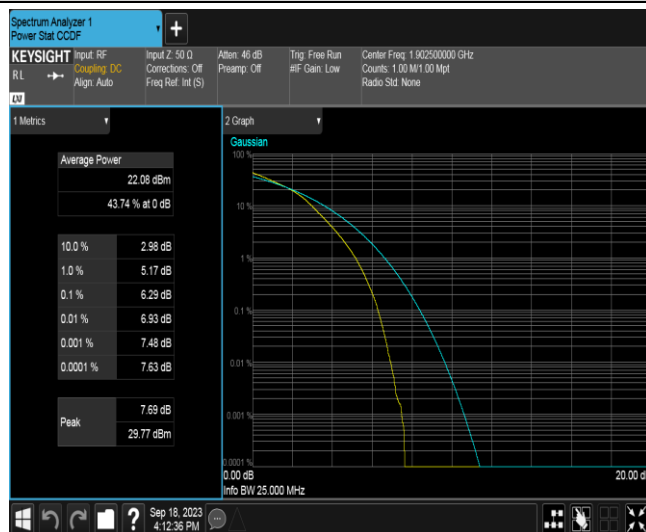 Spectrum Analyzer 1
Power Stat CCDF
+
KEYSIGHT
RL
LXI
Input: RF
Coupling: DC
Align: Auto
Input Z: 50 Ω
Corrections: Off
Freq Ref: Int (S)
Atten: 46 dB
Preamp: Off
Trig: Free Run
#IF Gain: Low
Center Freq: 1.902500000 GHz
Counts: 1.00 M/1.00 Mpt
Radio Std: None
1 Metrics
Average Power
22.08 dBm
43.74 % at 0 dB
10.0 % 2.98 dB
1.0 % 5.17 dB
0.1 % 6.29 dB
0.01 % 6.93 dB
0.001 % 7.48 dB
0.0001 % 7.63 dB
Peak
7.69 dB
29.77 dBm
2 Graph
Gaussian
100 %
10 %
1 %
0.1 %
0.01 %
0.001 %
0.0001 %
0.00 dB
20.00 d
Info BW 25.000 MHz
?
Sep 18, 2023
4:12:36 PM